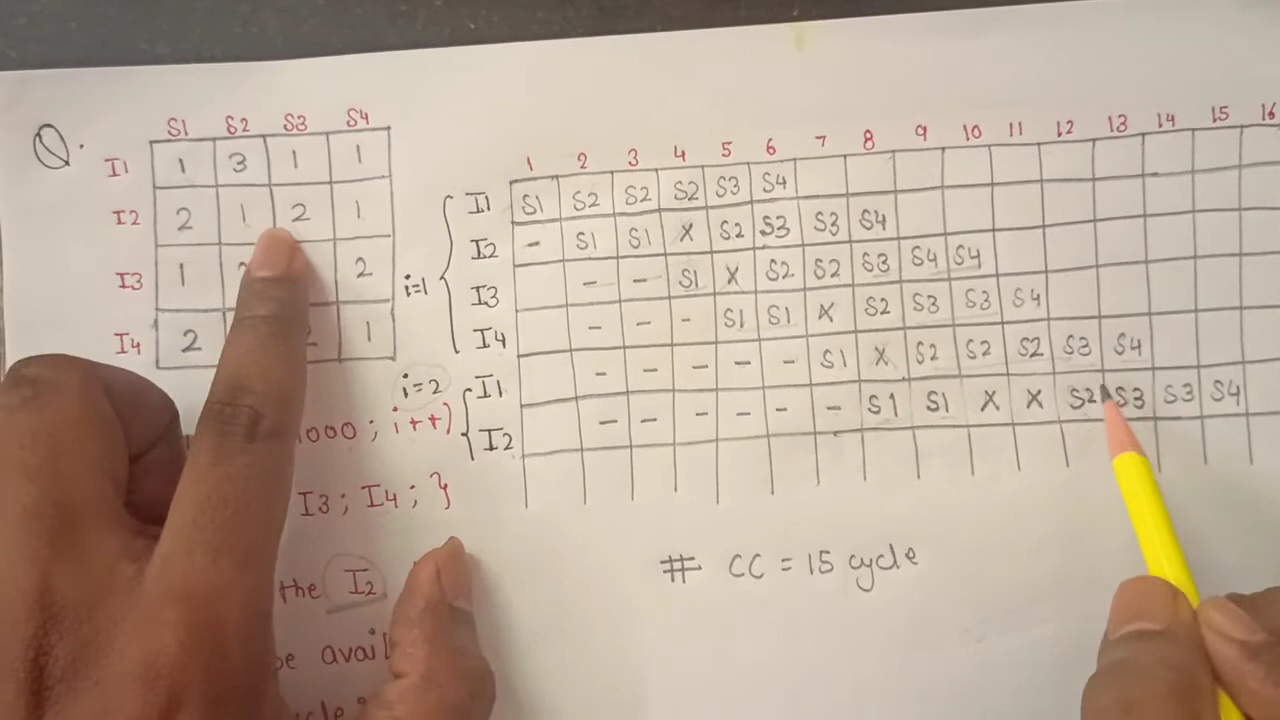 Q.
S1 S2 S3 S4
I1 1 3 1 1
I2 2 1 2 1
I3 1 2
I4 2 2 1
1000; i++)
I3; I4; }
the I2
be avail
1 2 3 4 5 6 7 8 9 10 11 12 13 14 15 16
i=1
I1 S1 S2 S2 S2 S3 S4
I2 - S1 S1 X S2 S3 S3 S4
I3 - - S1 X S2 S2 S3 S4 S4
I4 - - - S1 S1 X S2 S3 S3 S4
i=2
I1 - - - - - S1 X S2 S2 S2 S3 S4
I2 - - - - - - S1 S1 X X S2 S3 S3 S4
# CC = 15 cycle